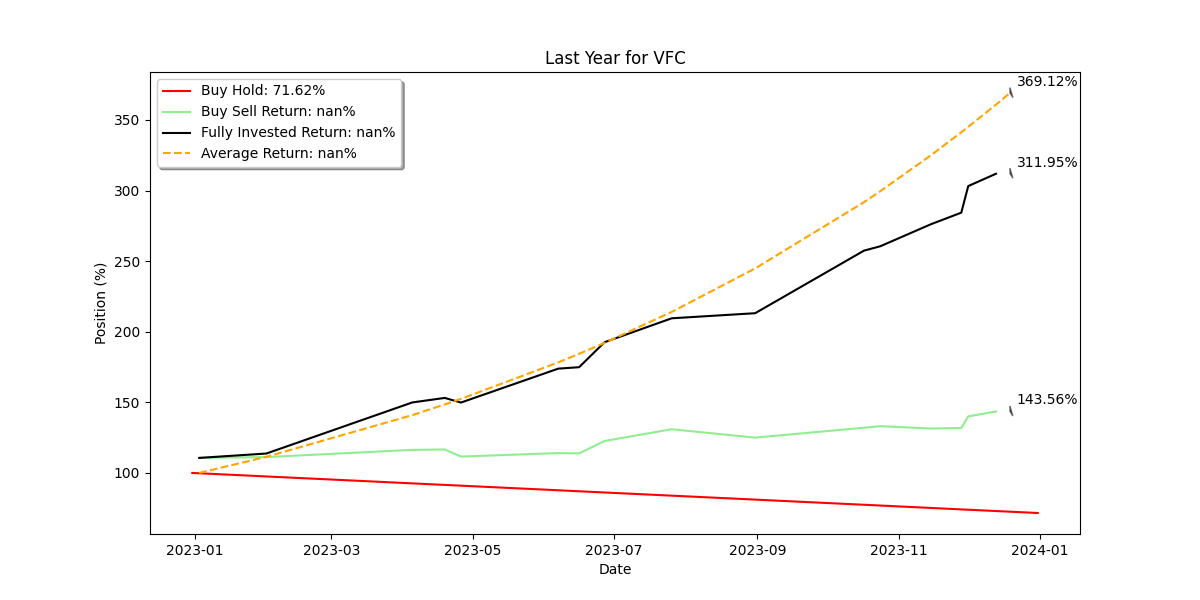 Last Year for VFC
Buy Hold: 71.62%
Buy Sell Return: nan%
Fully Invested Return: nan%
Average Return: nan%
369.12%
311.95%
143.56%
350
300
250
200
150
100
Position (%)
2023-01 2023-03 2023-05 2023-07 2023-09 2023-11 2024-01
Date